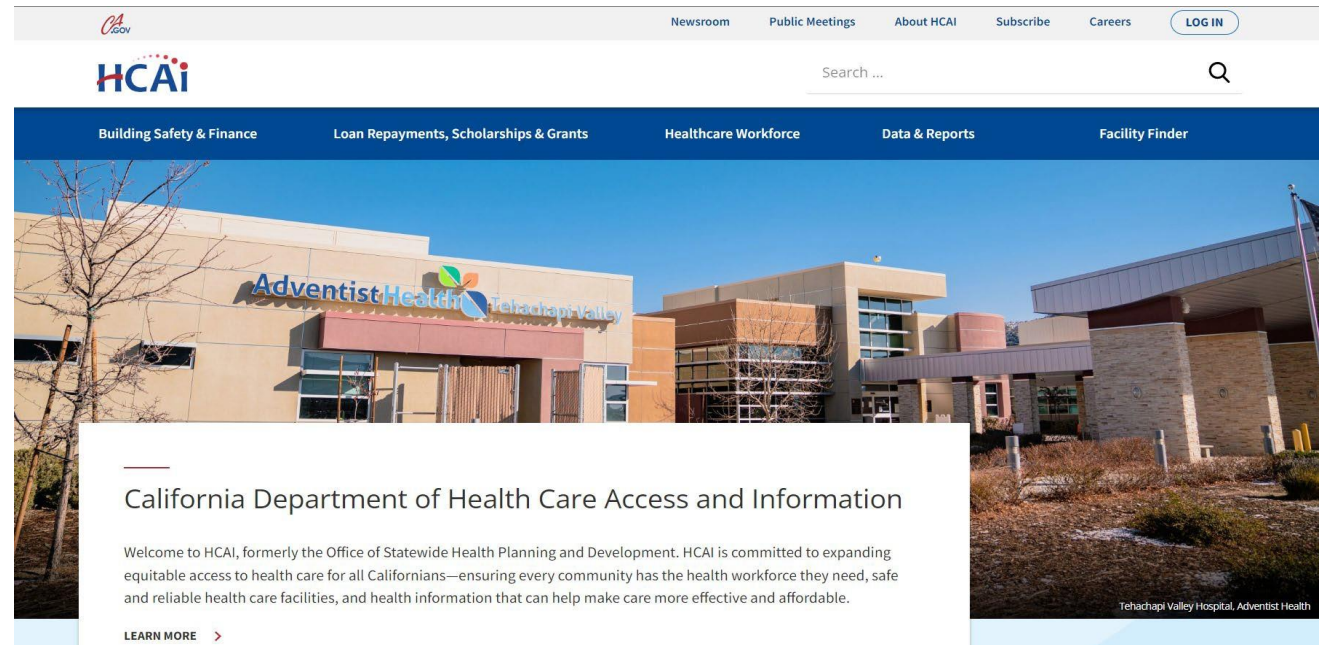 CA
.GOV
Newsroom Public Meetings About HCAI Subscribe Careers LOG IN
HCAi
Search ...
Building Safety & Finance Loan Repayments, Scholarships & Grants Healthcare Workforce Data & Reports Facility Finder
AdventistHealth Tehachapi Valley
California Department of Health Care Access and Information
Welcome to HCAI, formerly the Office of Statewide Health Planning and Development. HCAI is committed to expanding
equitable access to health care for all Californians—ensuring every community has the health workforce they need, safe
and reliable health care facilities, and health information that can help make care more effective and affordable.
Tehachapi Valley Hospital, Adventist Health
LEARN MORE